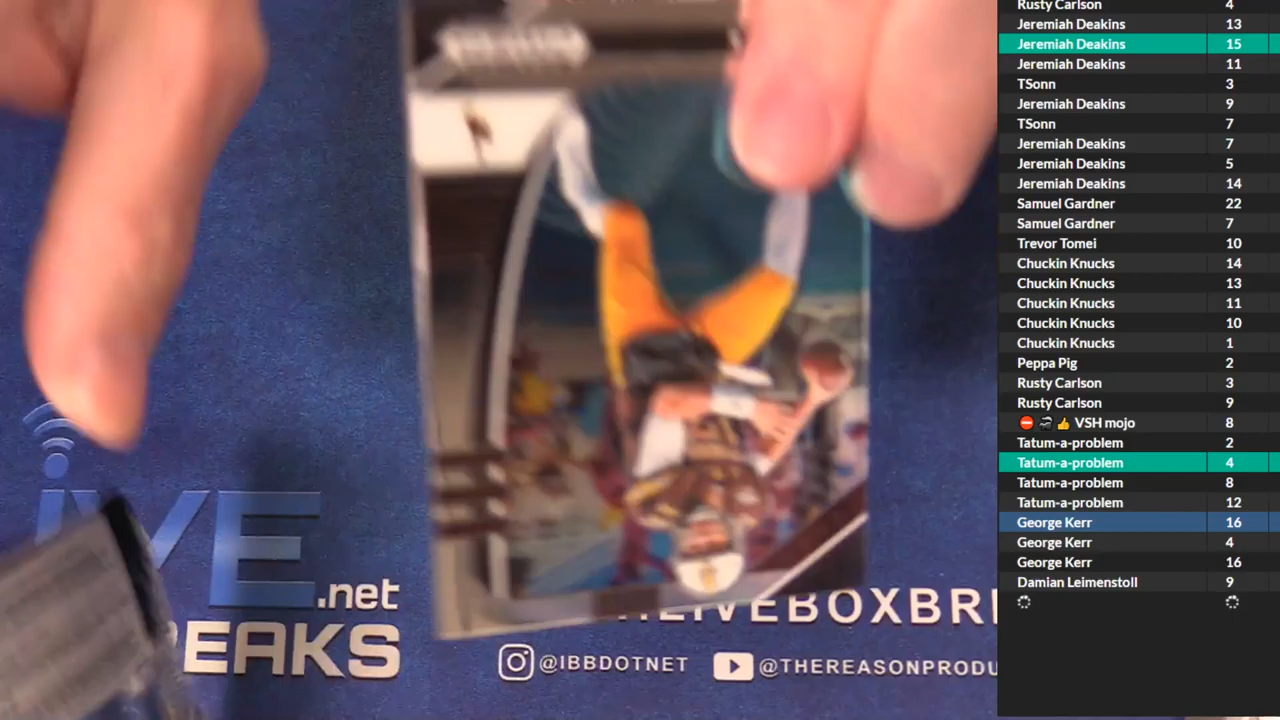 Rusty Carlson 4
Jeremiah Deakins 13
Jeremiah Deakins 15
Jeremiah Deakins 11
TSonn 3
Jeremiah Deakins 9
TSonn 7
Jeremiah Deakins 7
Jeremiah Deakins 5
Jeremiah Deakins 14
Samuel Gardner 22
Samuel Gardner 7
Trevor Tomei 10
Chuckin Knucks 14
Chuckin Knucks 13
Chuckin Knucks 11
Chuckin Knucks 10
Chuckin Knucks 1
Peppa Pig 2
Rusty Carlson 3
Rusty Carlson 9
⛔ 👍 VSH mojo 8
Tatum-a-problem 2
Tatum-a-problem 4
Tatum-a-problem 8
Tatum-a-problem 12
George Kerr 16
George Kerr 4
George Kerr 16
Damian Leimenstoll 9
iVE
.net
REAKS
LIVEBOXBR
@IBBDOTNET @THEREASONPRODU